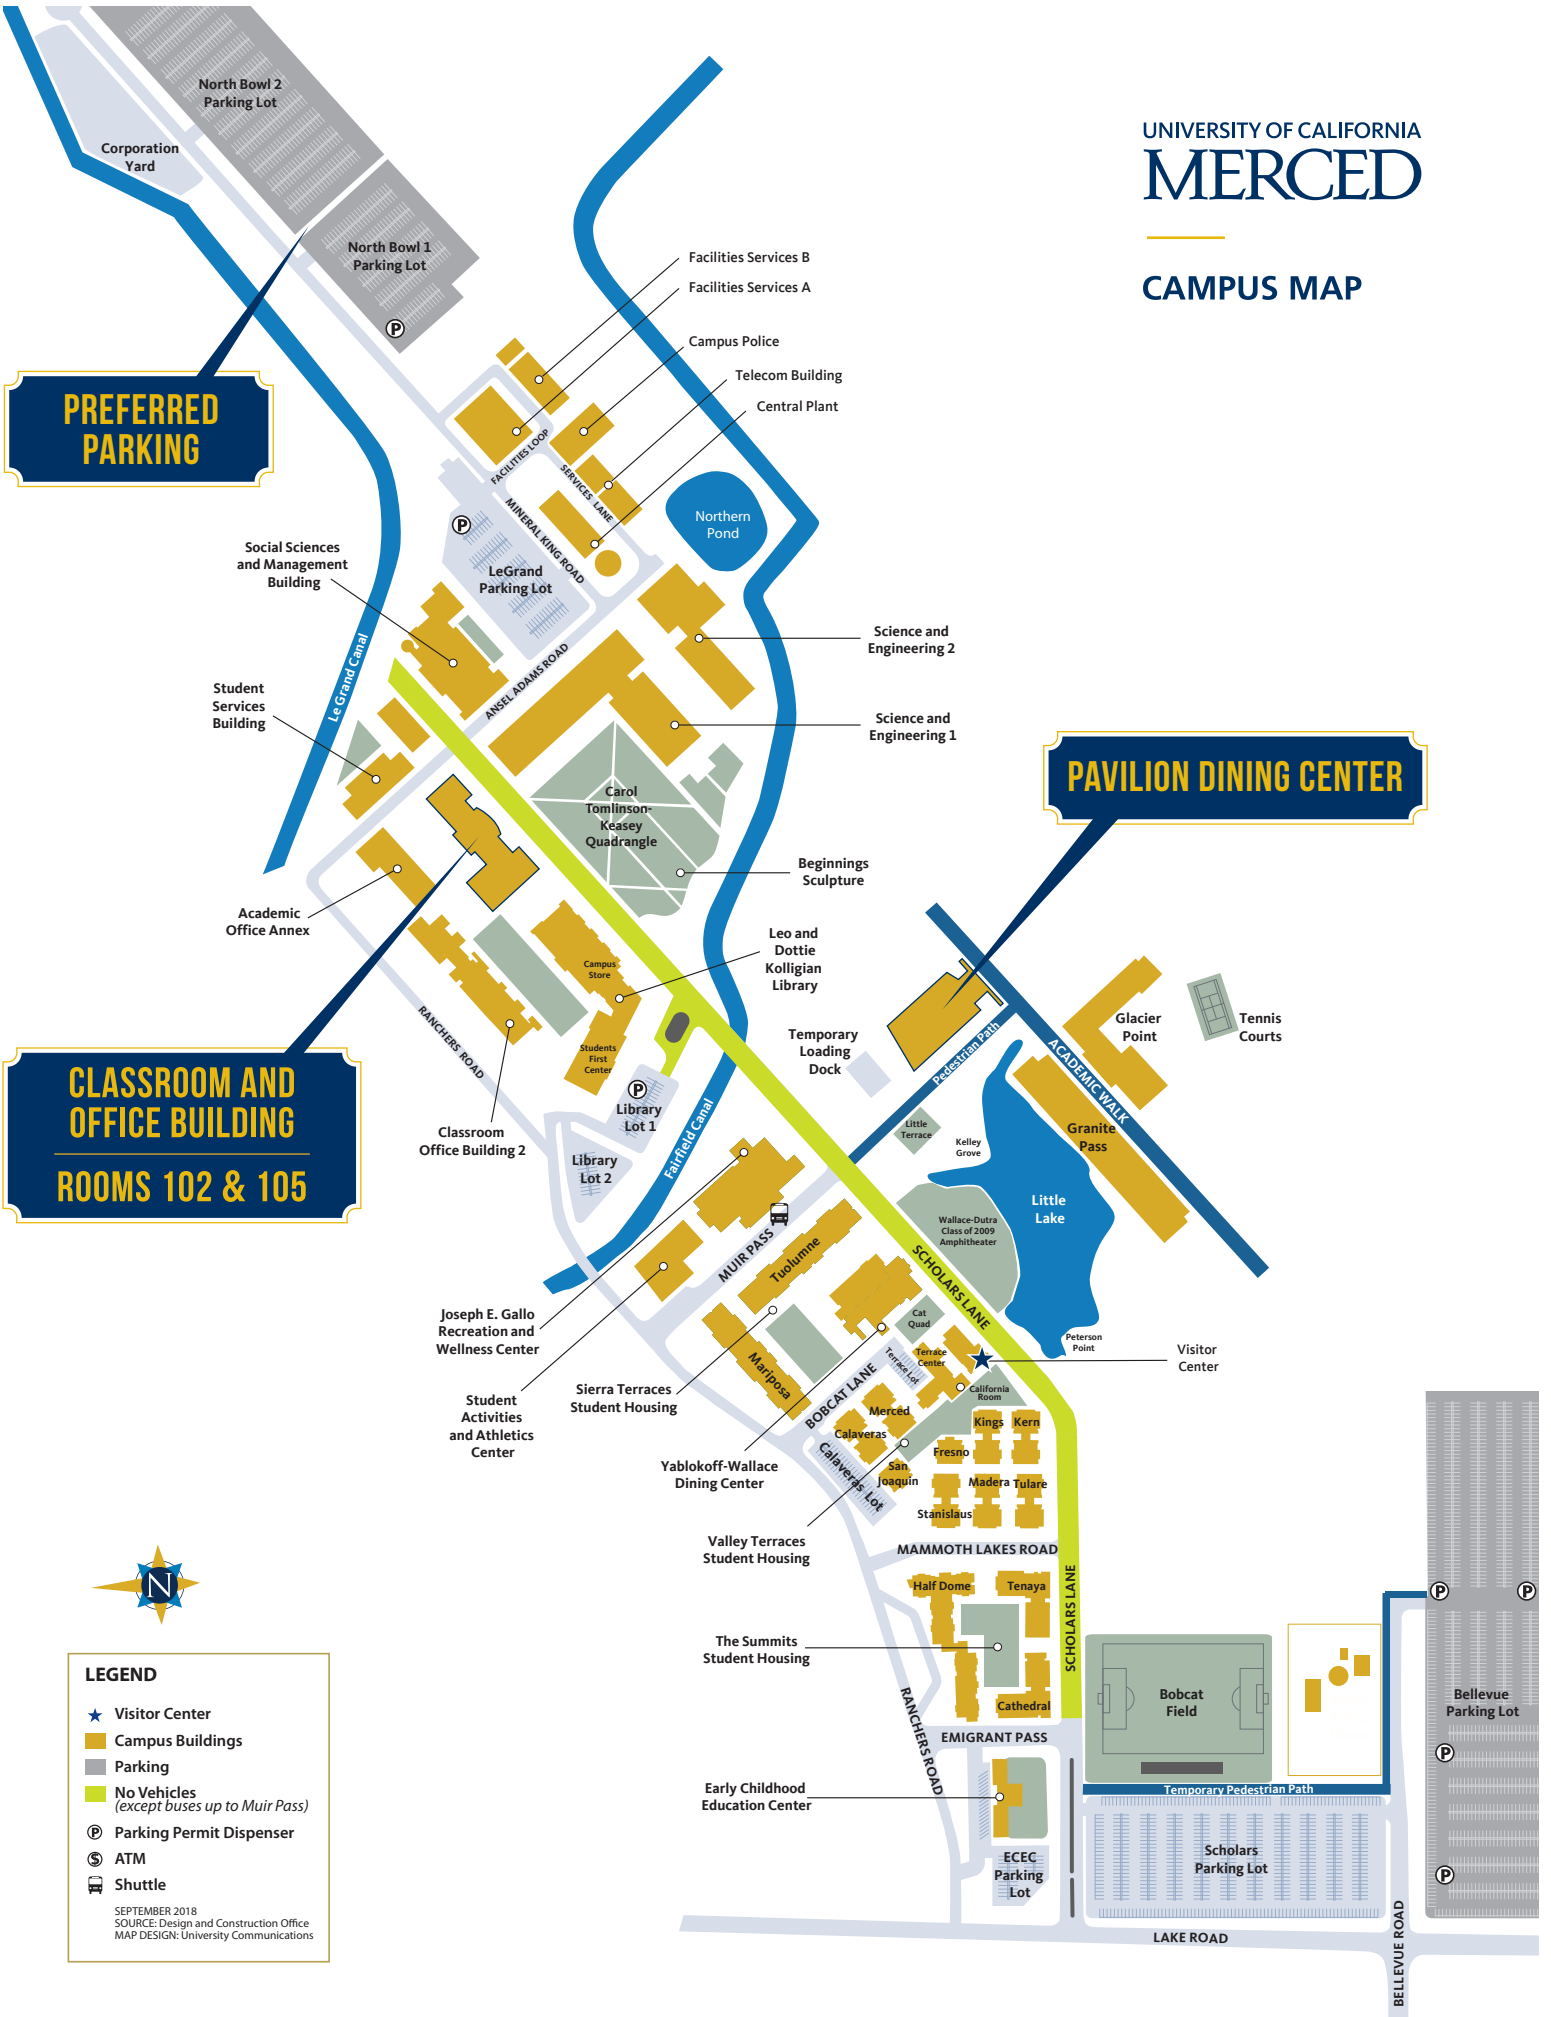 UNIVERSITY OF CALIFORNIA
MERCED
CAMPUS MAP
North Bowl 2
Parking Lot
Corporation
Yard
North Bowl 1
Parking Lot
P
PREFERRED
PARKING
Facilities Services B
Facilities Services A
Campus Police
Telecom Building
Central Plant
FACILITIES LOOP
SERVICES LANE
MINERAL KING ROAD
Northern
Pond
P
LeGrand
Parking Lot
Social Sciences
and Management
Building
Le Grand Canal
ANSEL ADAMS ROAD
Science and
Engineering 2
Student
Services
Building
Science and
Engineering 1
PAVILION DINING CENTER
Carol
Tomlinson-
Keasey
Quadrangle
Beginnings
Sculpture
Academic
Office Annex
Leo and
Dottie
Kolligian
Library
Campus
Store
Students
First
Center
RANCHERS ROAD
Temporary
Loading
Dock
Pedestrian Path
ACADEMIC WALK
Glacier
Point
Tennis
Courts
CLASSROOM AND
OFFICE BUILDING
ROOMS 102 & 105
Classroom
Office Building 2
P
Library
Lot 1
Library
Lot 2
Fairfield Canal
Little
Terrace
Kelley
Grove
Granite
Pass
Little
Lake
Wallace-Dutra
Class of 2009
Amphitheater
SCHOLARS LANE
MUIR PASS
Tuolumne
Joseph E. Gallo
Recreation and
Wellness Center
Cat
Quad
Peterson
Point
Visitor
Center
Mariposa
Terrace Lot
Terrace
Center
California
Room
BOBCAT LANE
Student
Activities
and Athletics
Center
Sierra Terraces
Student Housing
Merced
Calaveras
Kings
Kern
Fresno
Calaveras Lot
San
Joaquin
Madera
Tulare
Stanislaus
Yablokoff-Wallace
Dining Center
Valley Terraces
Student Housing
MAMMOTH LAKES ROAD
Half Dome
Tenaya
SCHOLARS LANE
The Summits
Student Housing
Cathedral
RANCHERS ROAD
EMIGRANT PASS
Bobcat
Field
P
P
Bellevue
Parking Lot
P
P
Temporary Pedestrian Path
Early Childhood
Education Center
ECEC
Parking
Lot
Scholars
Parking Lot
LAKE ROAD
BELLEVUE ROAD
N
LEGEND
Visitor Center
Campus Buildings
Parking
No Vehicles
(except buses up to Muir Pass)
P Parking Permit Dispenser
$ ATM
Shuttle
SEPTEMBER 2018
SOURCE: Design and Construction Office
MAP DESIGN: University Communications